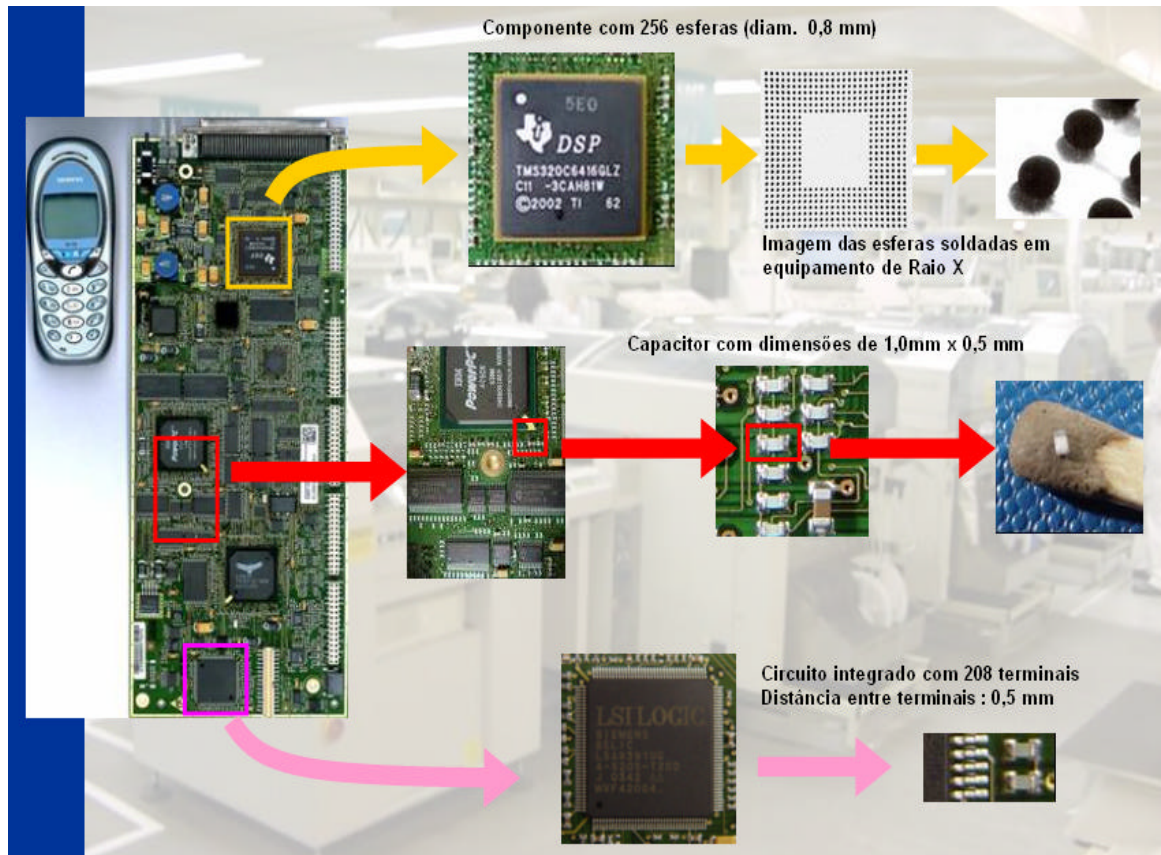 Componente com 256 esferas (diam.  0,8 mm)
5E0
DSP
TMS320C6416GLZ
C11 -3CAH81W
©2002 TI 62
Imagem das esferas soldadas em
equipamento de Raio X
Capacitor com dimensões de 1,0mm x 0,5 mm
PowerPC
Circuito integrado com 208 terminais
Distância entre terminais : 0,5 mm
LSI LOGIC
SIEMENS